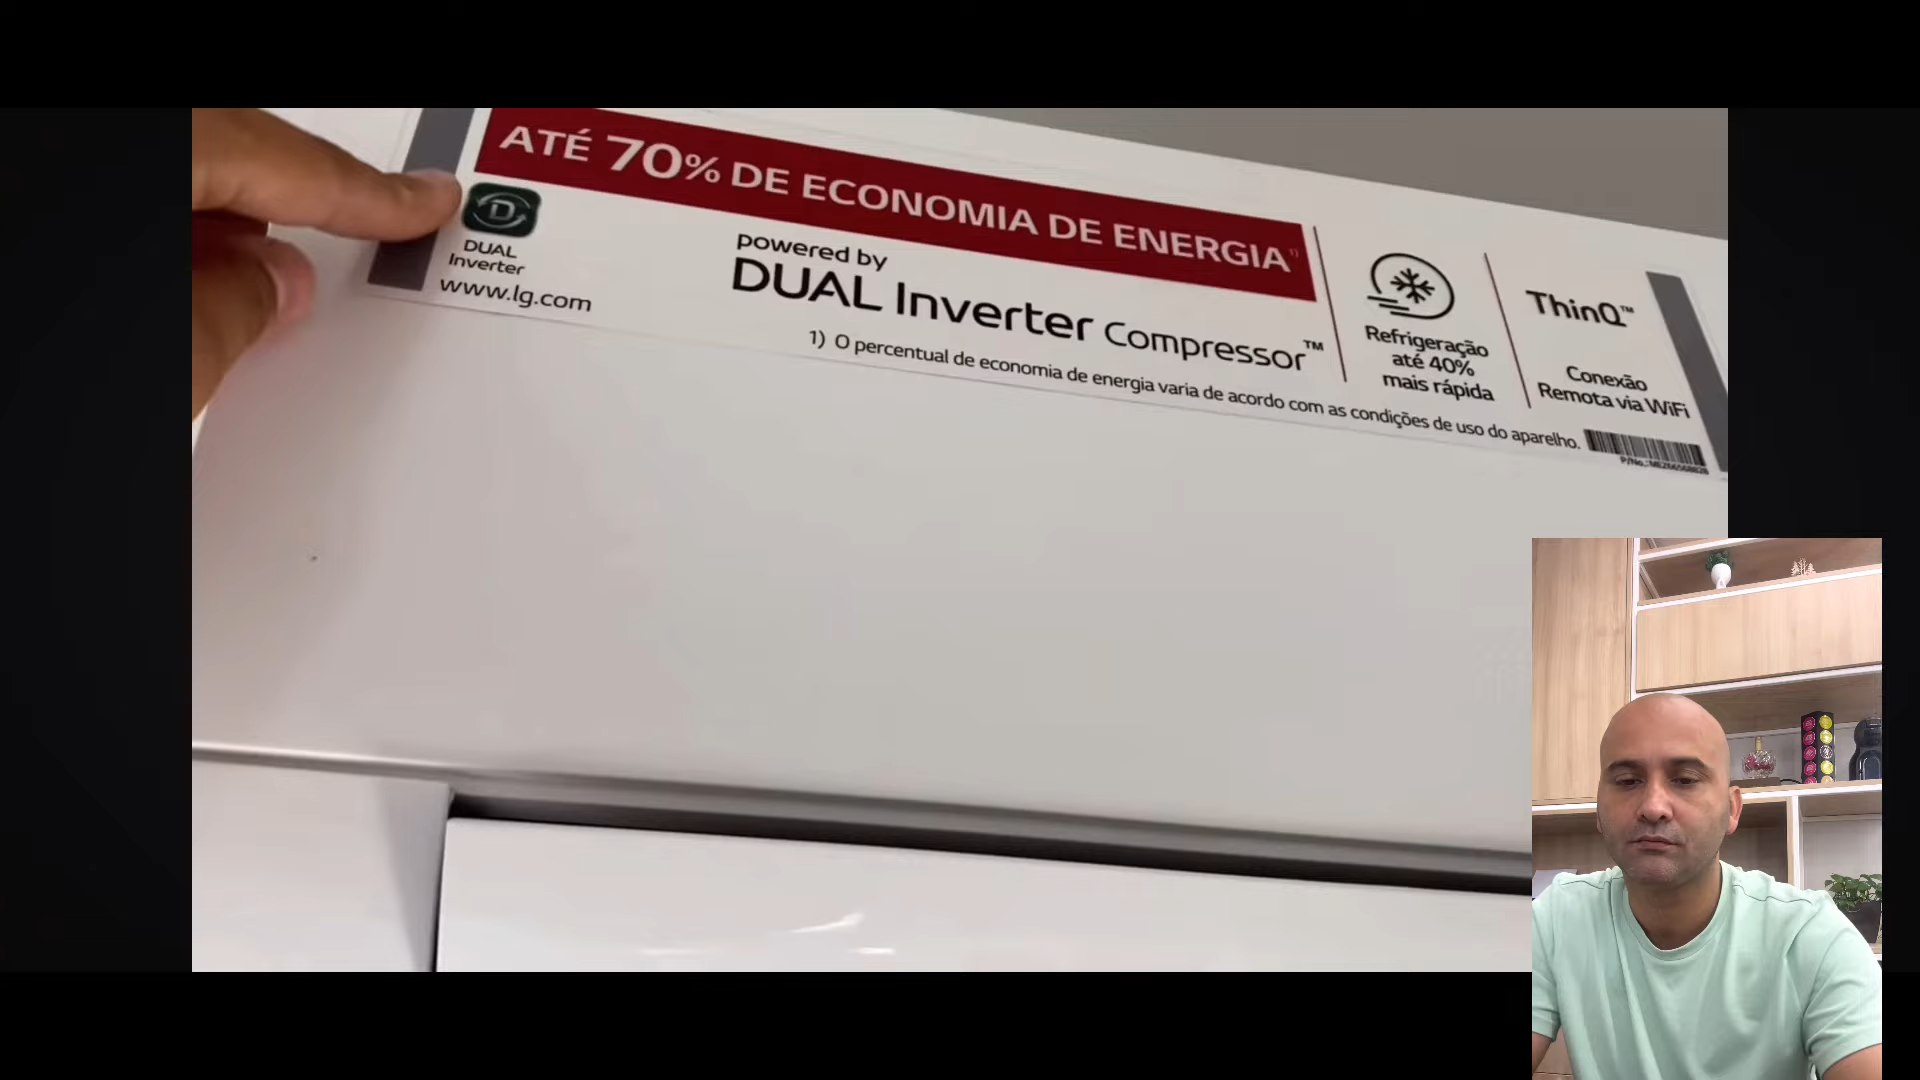 ATÉ 70% DE ECONOMIA DE ENERGIA¹⁾
D
DUAL
Inverter
www.lg.com
powered by
DUAL Inverter Compressor™
1) O percentual de economia de energia varia de acordo com as condições de uso do aparelho.
Refrigeração
até 40%
mais rápida
ThinQ™
Conexão
Remota via WiFi